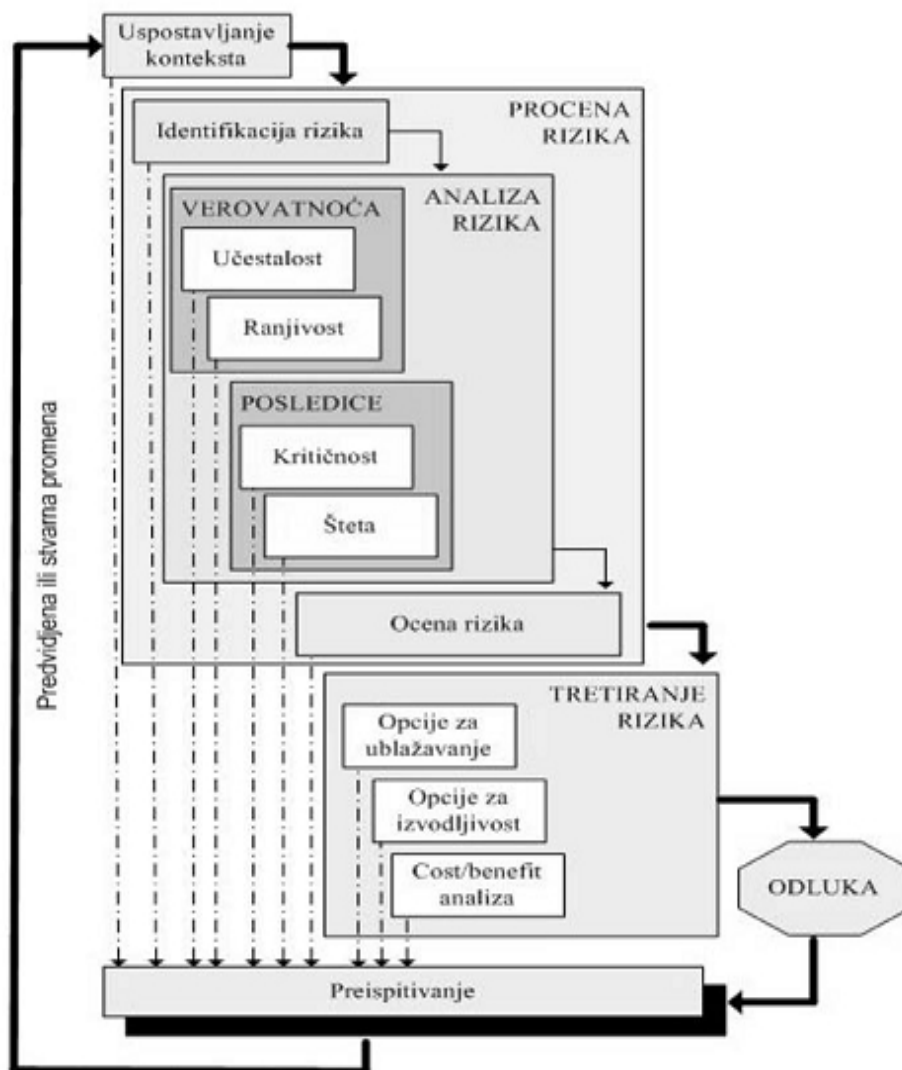 Uspostavljanje
konteksta
PROCENA
RIZIKA
Identifikacija rizika
ANALIZA
RIZIKA
VEROVATNOĆA
Učestalost
Ranjivost
POSLEDICE
Kritičnost
Šteta
Ocena rizika
TRETIRANJE
RIZIKA
Opcije za
ublažavanje
Opcije za
izvodljivost
Cost/benefit
analiza
ODLUKA
Preispitivanje
Predvidjena ili stvarna promena